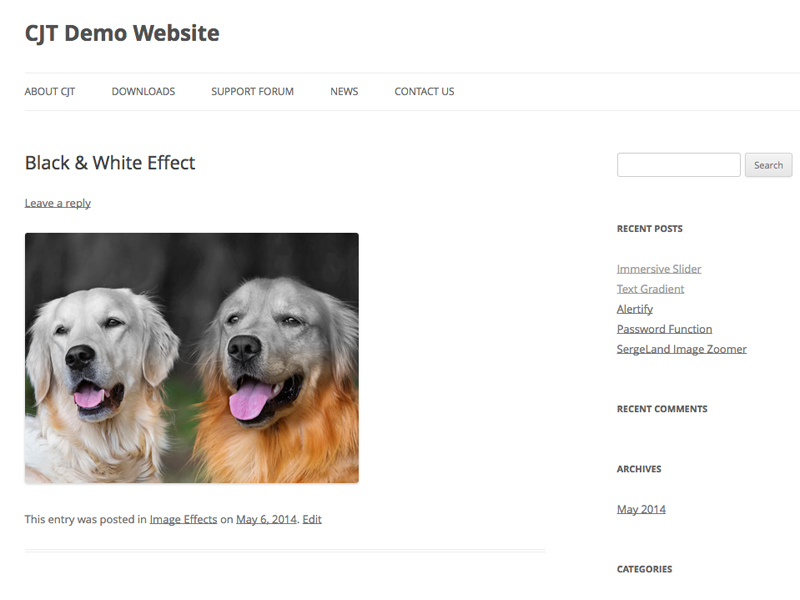 CJT Demo Website
ABOUT CJT DOWNLOADS SUPPORT FORUM NEWS CONTACT US
Black & White Effect
Leave a reply
This entry was posted in Image Effects on May 6, 2014. Edit
Search
RECENT POSTS
Immersive Slider
Text Gradient
Alertify
Password Function
SergeLand Image Zoomer
RECENT COMMENTS
ARCHIVES
May 2014
CATEGORIES